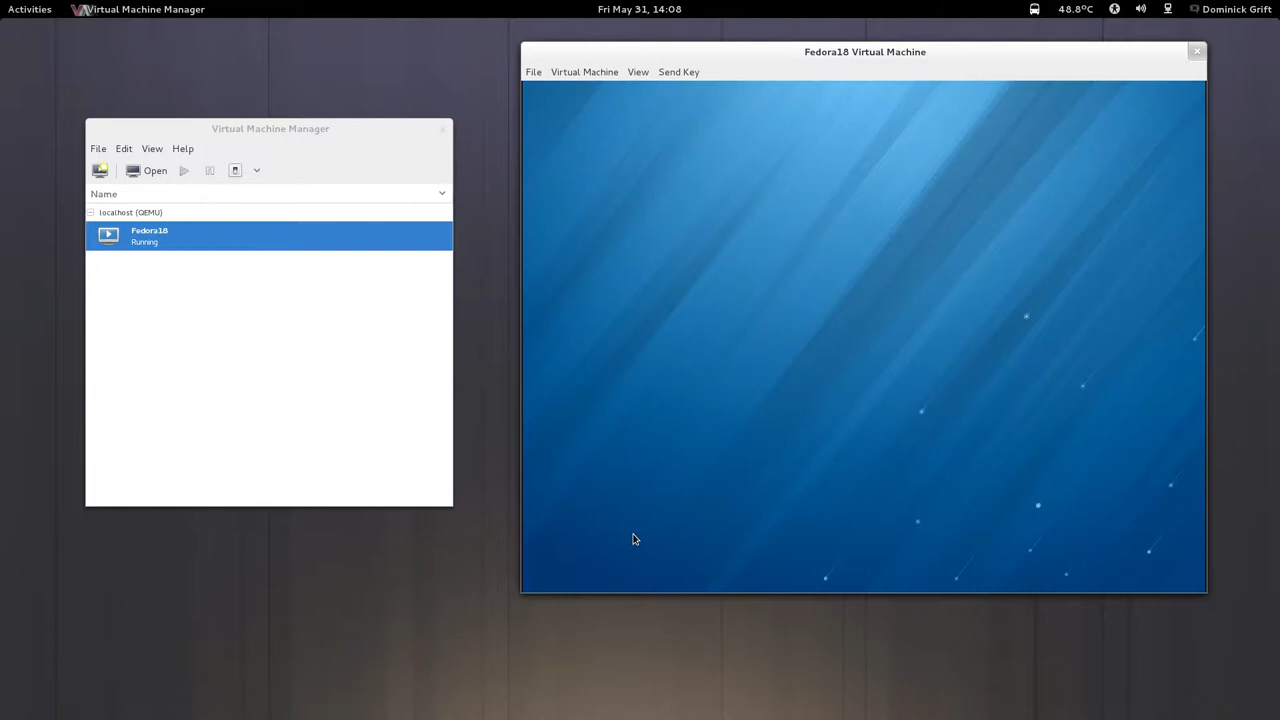 Activities
Virtual Machine Manager
Fri May 31, 14:08
48.8°C
Dominick Grift
Fedora18 Virtual Machine
File Virtual Machine View Send Key
Virtual Machine Manager
File Edit View Help
Open
Name
localhost (QEMU)
Fedora18
Running